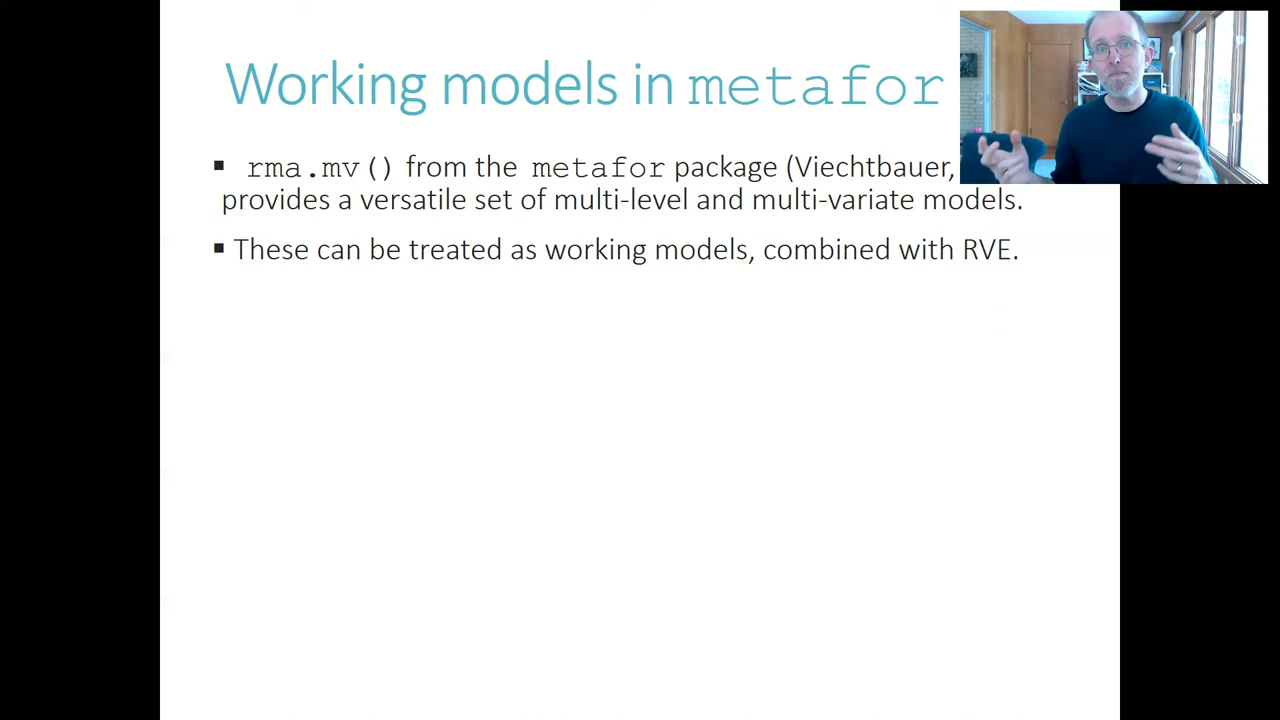 Working models in metafor
▪ rma.mv() from the metafor package (Viechtbauer,
provides a versatile set of multi-level and multi-variate models.
▪ These can be treated as working models, combined with RVE.